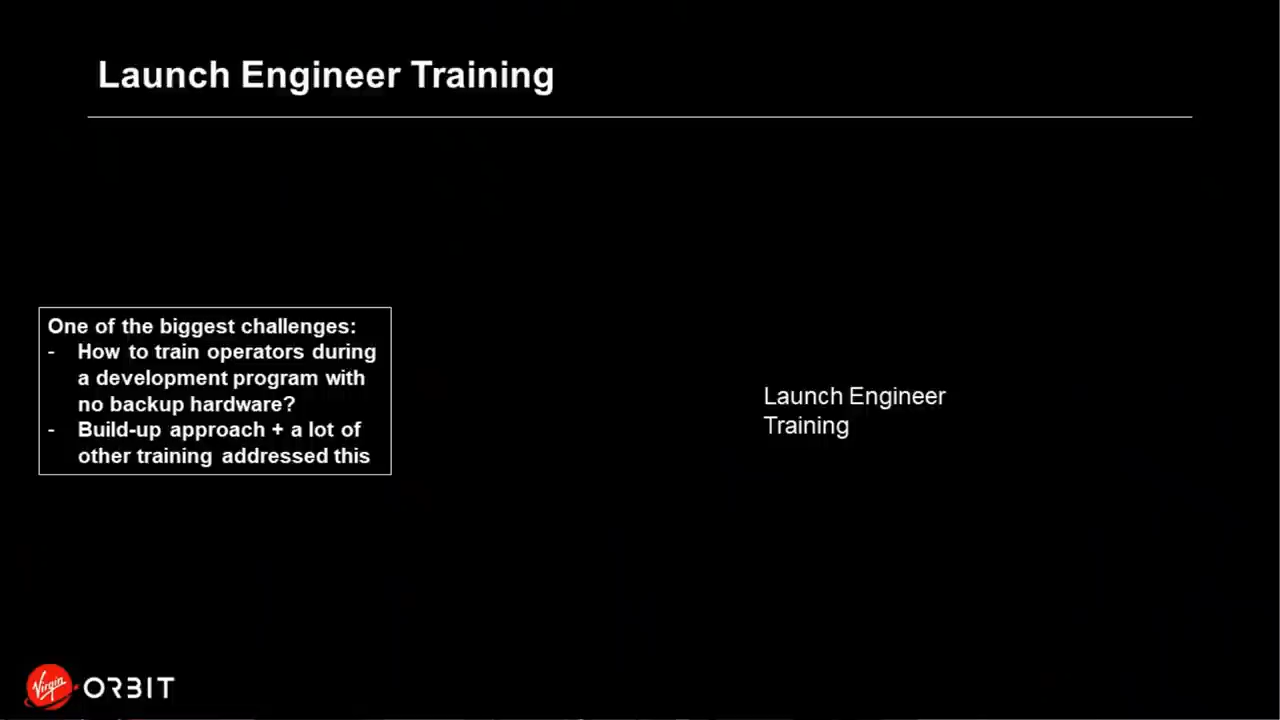 Launch Engineer Training
One of the biggest challenges:
- How to train operators during
a development program with
no backup hardware?
- Build-up approach + a lot of
other training addressed this
Launch Engineer
Training
Virgin ORBIT